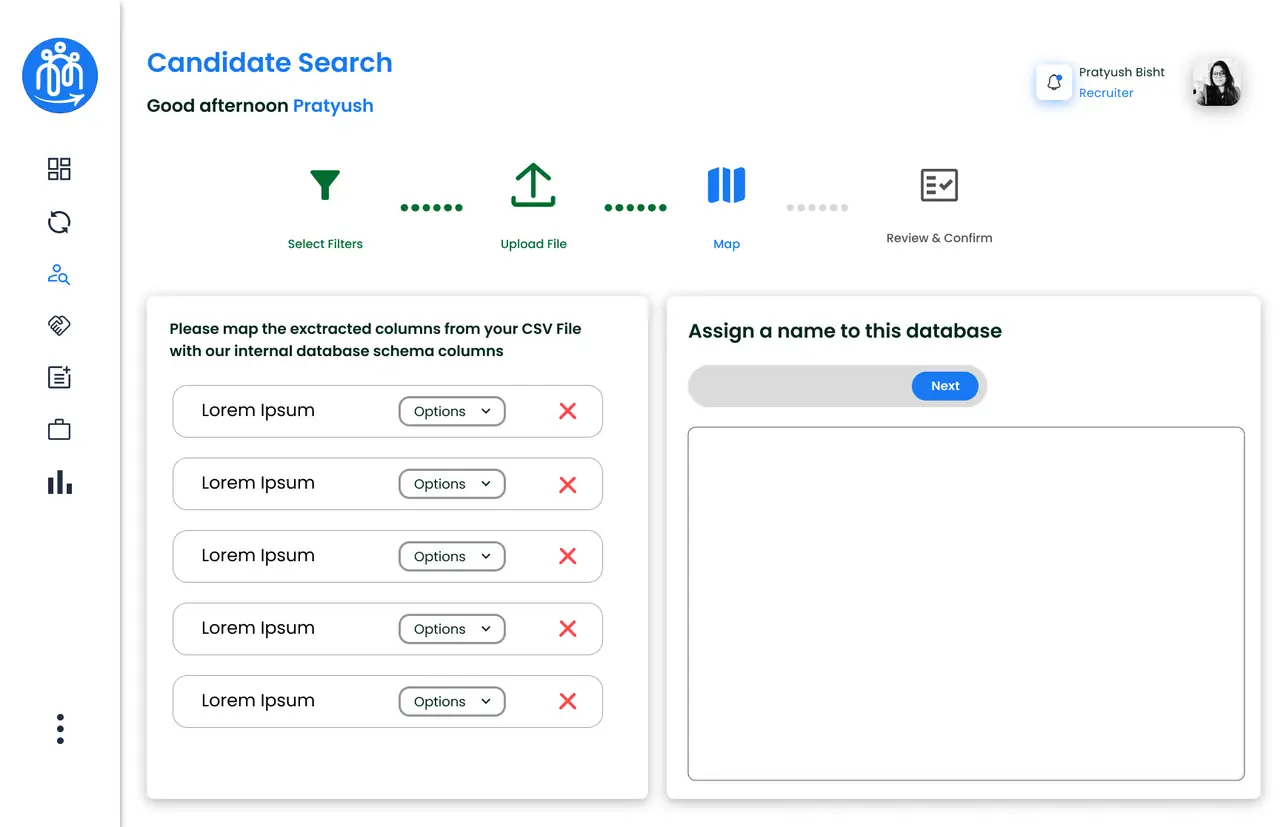 Candidate Search
Good afternoon Pratyush
Pratyush Bisht
Recruiter
Select Filters
Upload File
Map
Review & Confirm
Please map the exctracted columns from your CSV File
with our internal database schema columns
Lorem Ipsum Options
Lorem Ipsum Options
Lorem Ipsum Options
Lorem Ipsum Options
Lorem Ipsum Options
Assign a name to this database
Next